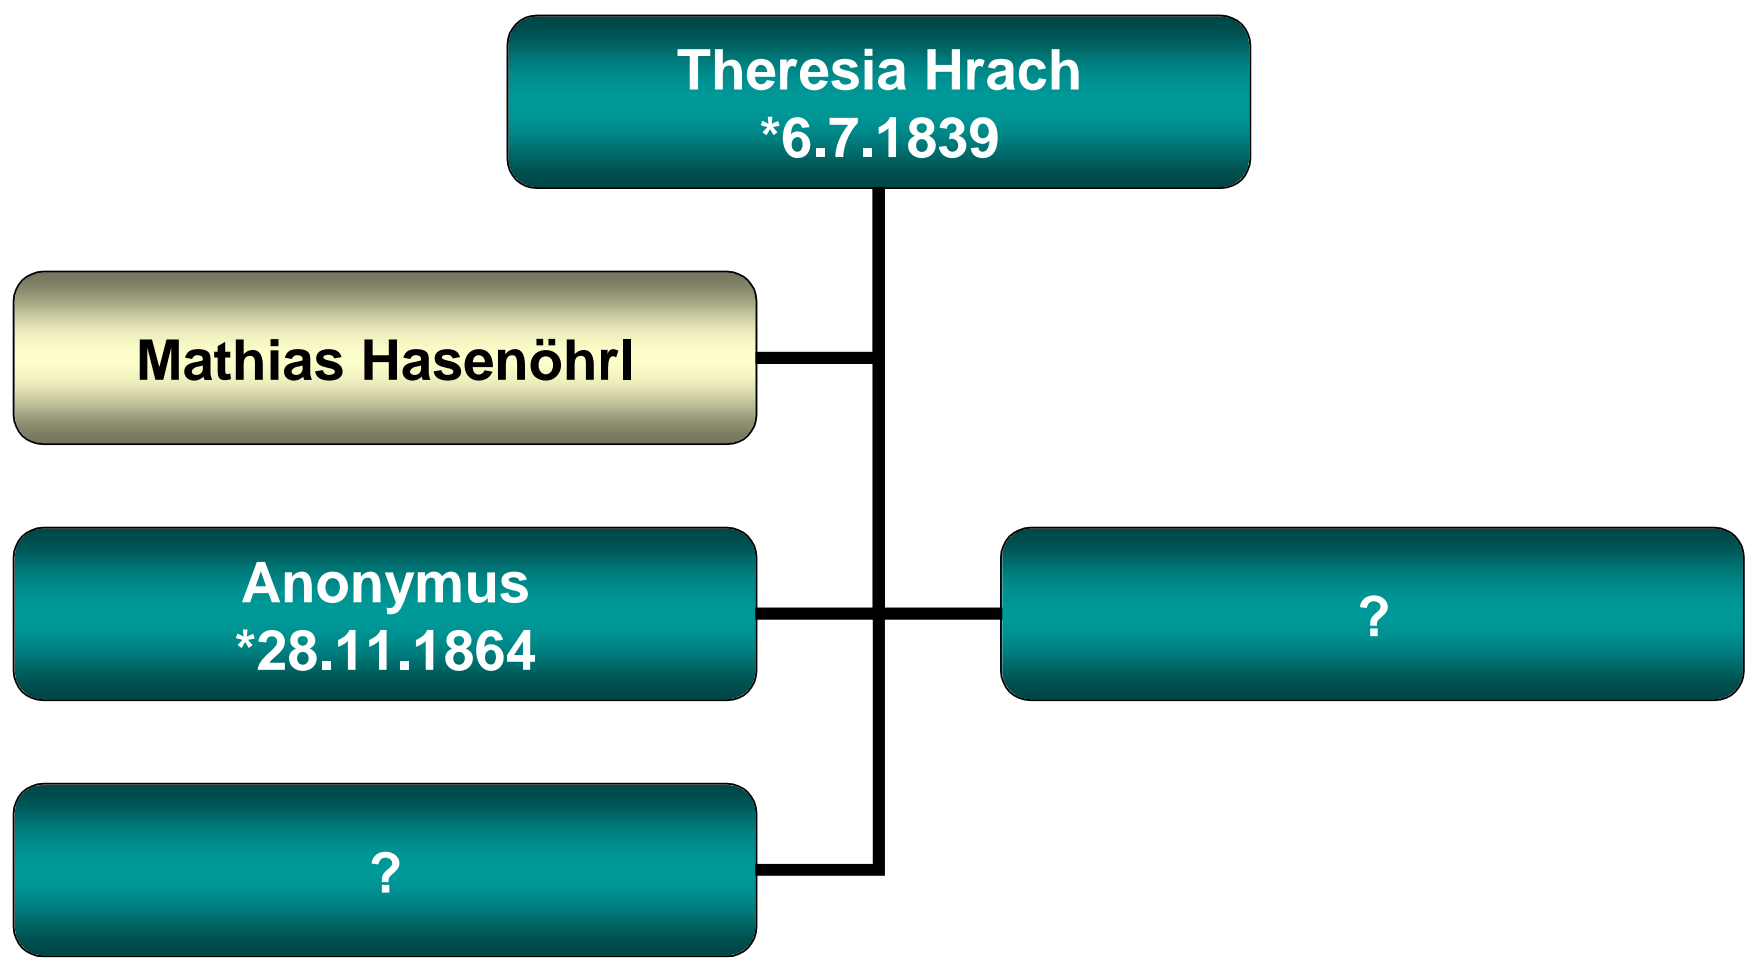 Theresia Hrach
*6.7.1839
Mathias Hasenöhrl
Anonymus
*28.11.1864
?
?